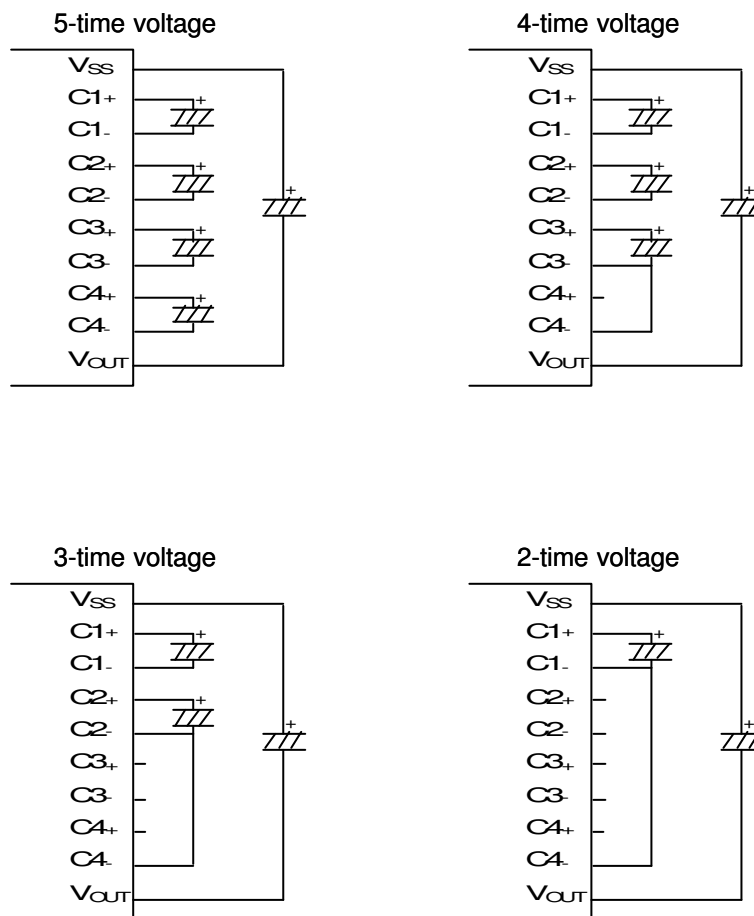 5-time voltage
VSS
C1+
C1-
C2+
C2-
C3+
C3-
C4+
C4-
VOUT
+
+
+
+
+
4-time voltage
VSS
C1+
C1-
C2+
C2-
C3+
C3-
C4+
C4-
VOUT
+
+
+
+
3-time voltage
VSS
C1+
C1-
C2+
C2-
C3+
C3-
C4+
C4-
VOUT
+
+
+
2-time voltage
VSS
C1+
C1-
C2+
C2-
C3+
C3-
C4+
C4-
VOUT
+
+